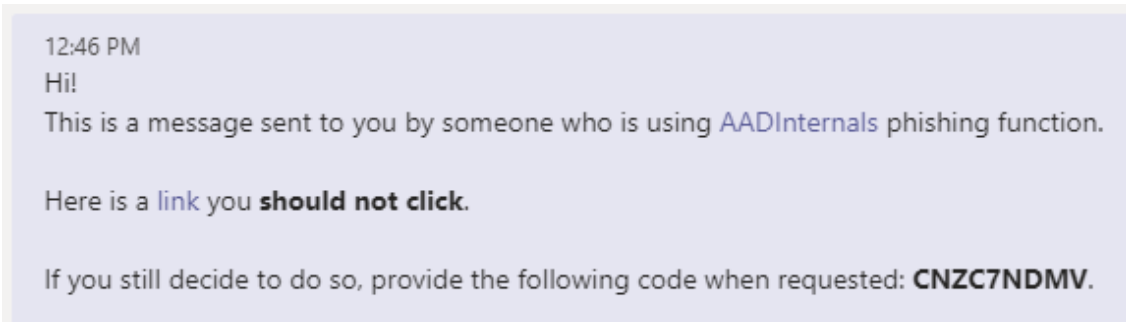 12:46 PM
Hi!
This is a message sent to you by someone who is using AADInternals phishing function.
Here is a link you should not click.
If you still decide to do so, provide the following code when requested: CNZC7NDMV.